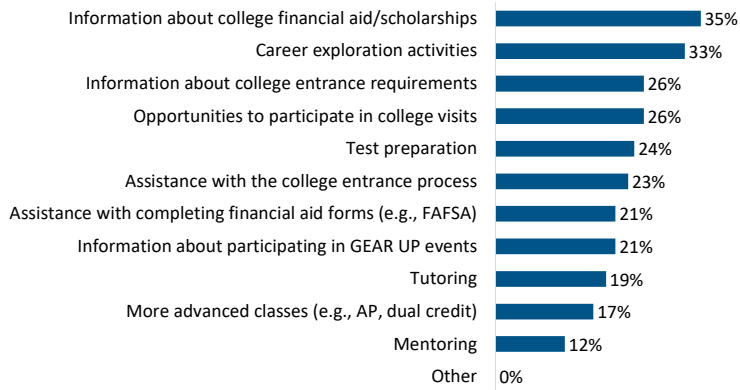 Information about college financial aid/scholarships 35%
Career exploration activities 33%
Information about college entrance requirements 26%
Opportunities to participate in college visits 26%
Test preparation 24%
Assistance with the college entrance process 23%
Assistance with completing financial aid forms (e.g., FAFSA) 21%
Information about participating in GEAR UP events 21%
Tutoring 19%
More advanced classes (e.g., AP, dual credit) 17%
Mentoring 12%
Other 0%